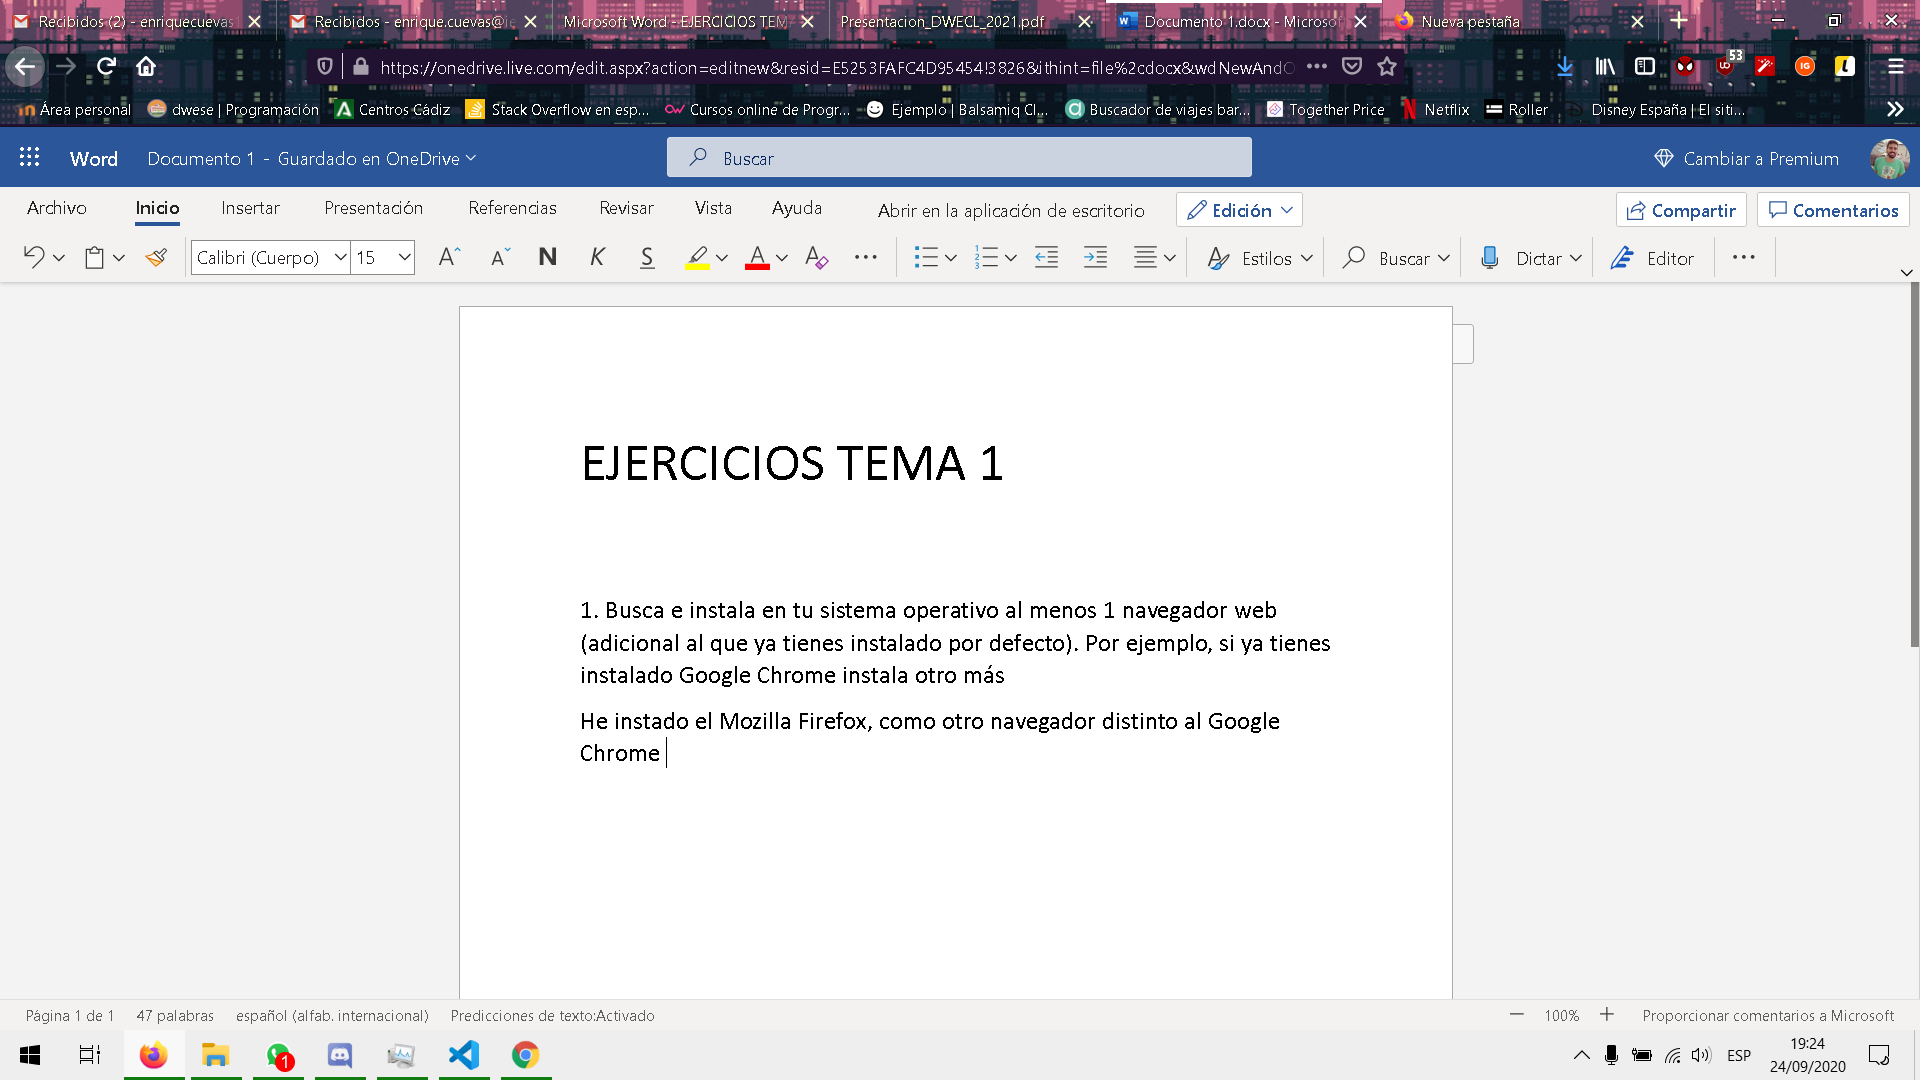 Recibidos (2) - enriquecuevas
Recibidos - enrique.cuevas@ie
Microsoft Word - EJERCICIOS TEM
Presentacion_DWECL_2021.pdf
Documento 1.docx - Microso
Nueva pestaña
https://onedrive.live.com/edit.aspx?action=editnew&resid=E5253FAFC4D95454!3826&ithint=file%2cdocx&wdNewAndO
53
Área personal
dwese | Programación
Centros Cádiz
Stack Overflow en esp...
Cursos online de Progr...
Ejemplo | Balsamiq Cl...
Buscador de viajes bar...
Together Price
Netflix
Roller
Disney España | El siti...
Word
Documento 1 - Guardado en OneDrive
Buscar
Cambiar a Premium
Archivo
Inicio
Insertar
Presentación
Referencias
Revisar
Vista
Ayuda
Abrir en la aplicación de escritorio
Edición
Compartir
Comentarios
Calibri (Cuerpo)
15
N
K
S
Estilos
Buscar
Dictar
Editor
EJERCICIOS TEMA 1
1. Busca e instala en tu sistema operativo al menos 1 navegador web
(adicional al que ya tienes instalado por defecto). Por ejemplo, si ya tienes
instalado Google Chrome instala otro más
He instado el Mozilla Firefox, como otro navegador distinto al Google
Chrome
Página 1 de 1
47 palabras
español (alfab. internacional)
Predicciones de texto:Activado
100%
Proporcionar comentarios a Microsoft
1
ESP
19:24
24/09/2020